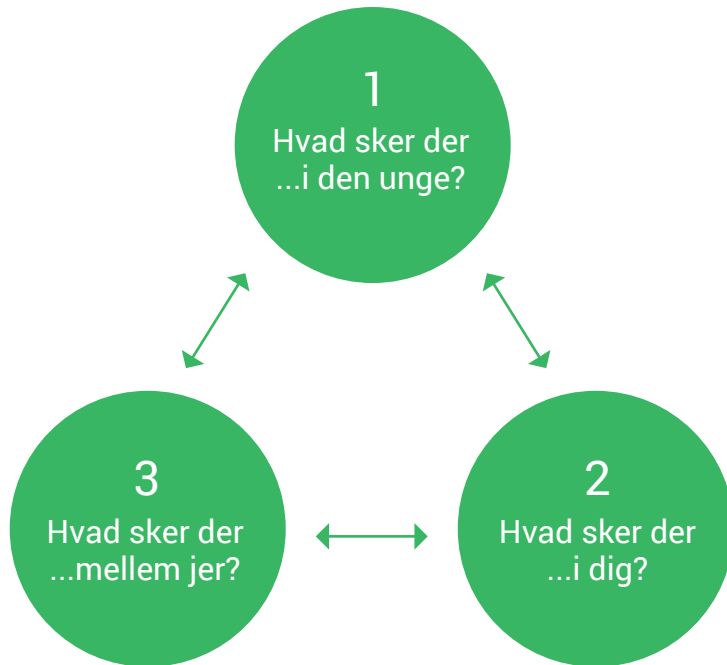 1
Hvad sker der
...i den unge?
3
Hvad sker der
...mellem jer?
2
Hvad sker der
...i dig?